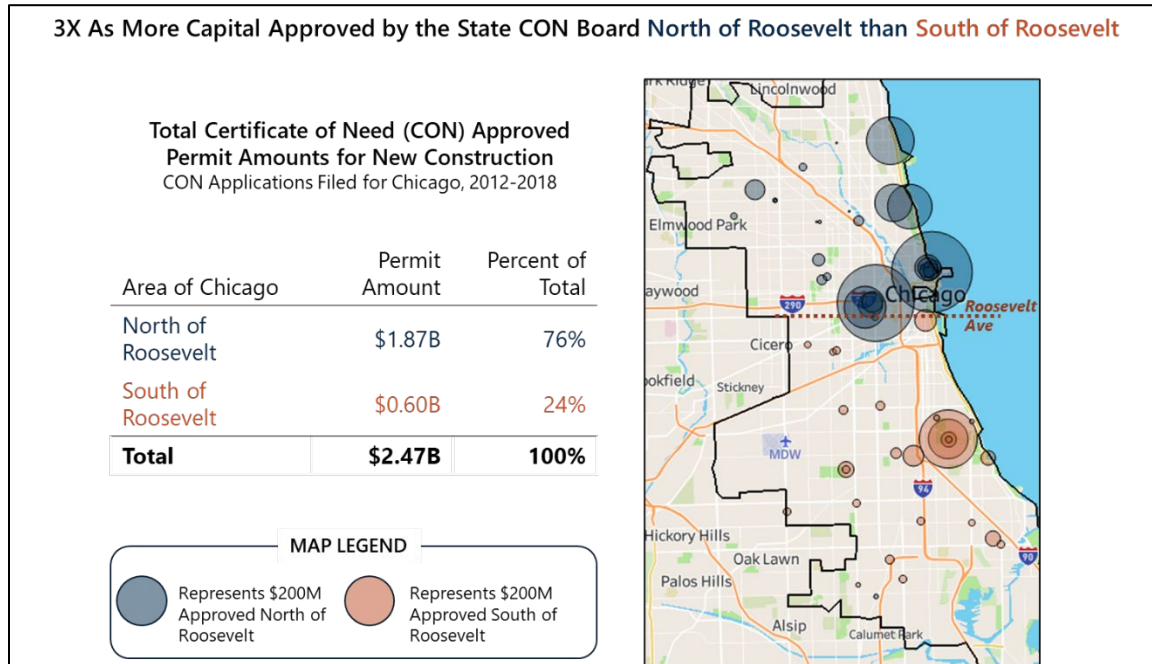 3X As More Capital Approved by the State CON Board North of Roosevelt than South of Roosevelt
Total Certificate of Need (CON) Approved
Permit Amounts for New Construction
CON Applications Filed for Chicago, 2012-2018
Area of Chicago
Permit
Amount
Percent of
Total
North of
Roosevelt
$1.87B
76%
South of
Roosevelt
$0.60B
24%
Total
$2.47B
100%
MAP LEGEND
Represents $200M
Approved North of
Roosevelt
Represents $200M
Approved South of
Roosevelt
Lincolnwood
Elmwood Park
aywood
290
Chicago
Roosevelt
Ave
Cicero
ookfield
Stickney
MDW
94
Hickory Hills
Oak Lawn
90
Palos Hills
Alsip
Calumet Park